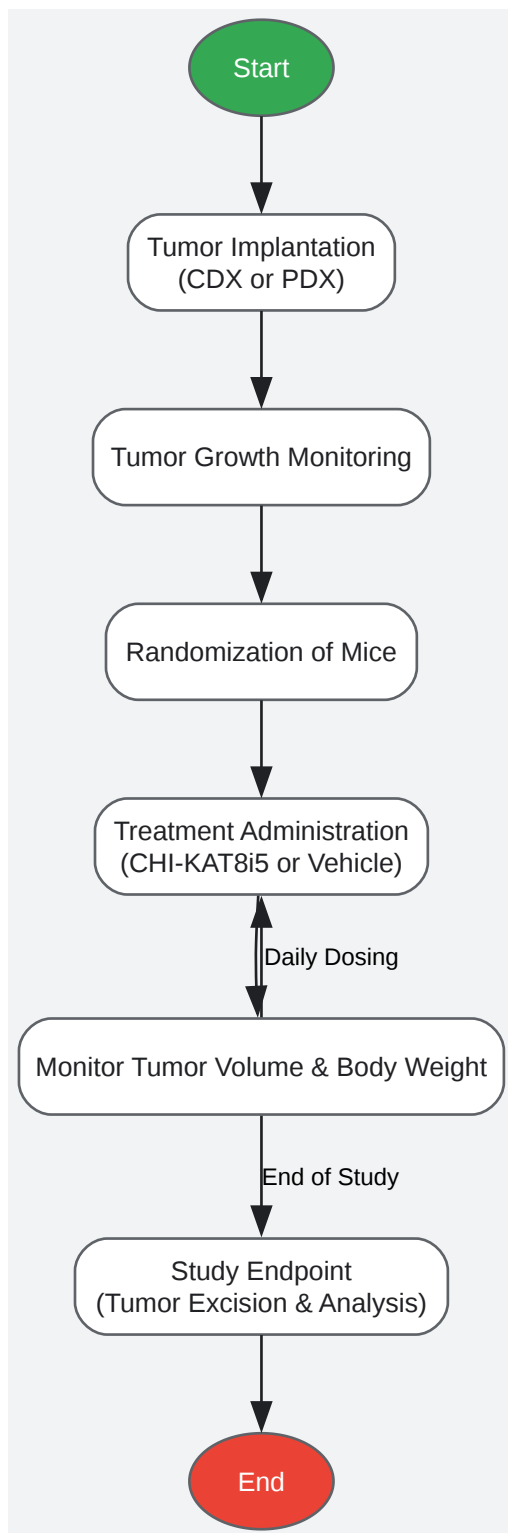 Start
Tumor Implantation
(CDX or PDX)
Tumor Growth Monitoring
Randomization of Mice
Treatment Administration
(CHI-KAT8i5 or Vehicle)
Daily Dosing
Monitor Tumor Volume & Body Weight
End of Study
Study Endpoint
(Tumor Excision & Analysis)
End